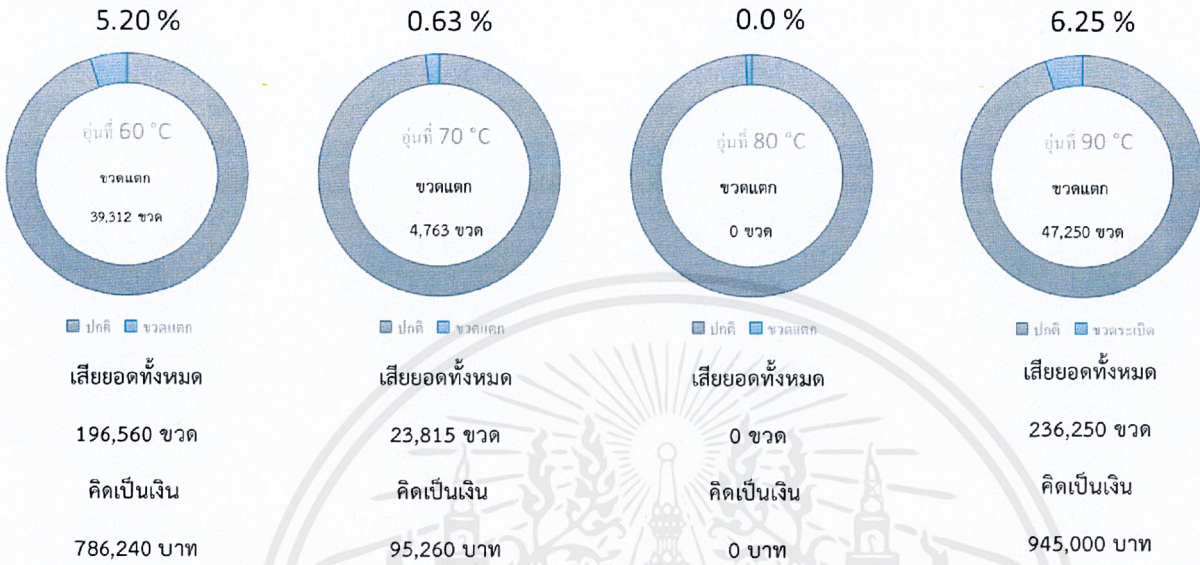 5.20 %
อุ่นที่ 60 °C
ขวดแตก
39,312 ขวด
ปกติ ขวดแตก
เสียยอดทั้งหมด
196,560 ขวด
คิดเป็นเงิน
786,240 บาท
0.63 %
อุ่นที่ 70 °C
ขวดแตก
4,763 ขวด
ปกติ ขวดแตก
เสียยอดทั้งหมด
23,815 ขวด
คิดเป็นเงิน
95,260 บาท
0.0 %
อุ่นที่ 80 °C
ขวดแตก
0 ขวด
ปกติ ขวดแตก
เสียยอดทั้งหมด
0 ขวด
คิดเป็นเงิน
0 บาท
6.25 %
อุ่นที่ 90 °C
ขวดแตก
47,250 ขวด
ปกติ ขวดระเบิด
เสียยอดทั้งหมด
236,250 ขวด
คิดเป็นเงิน
945,000 บาท